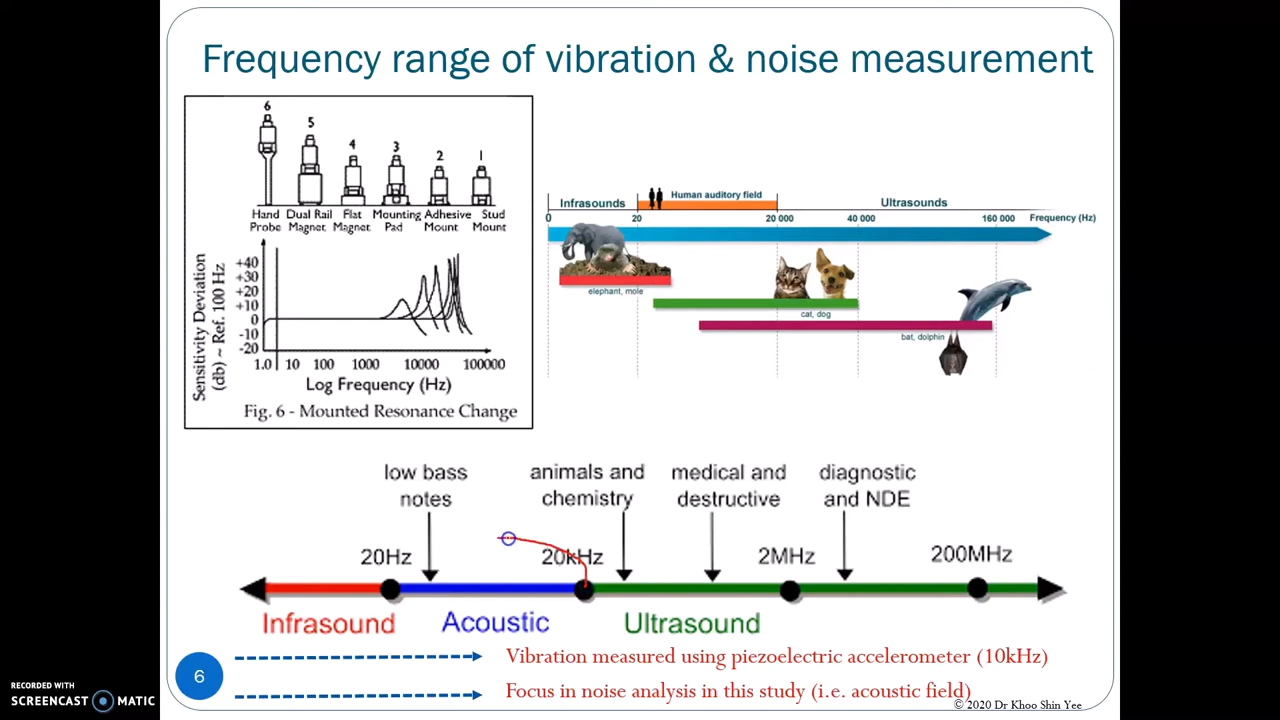 Frequency range of vibration & noise measurement
6
5
4
3
2
1
Hand Probe
Dual Rail Magnet
Flat Magnet
Mounting Pad
Adhesive Mount
Stud Mount
Sensitivity Deviation
(db) ~ Ref. 100 Hz
+40
+30
+20
+10
0
-10
-20
1.0 10 100 1000 10000 100000
Log Frequency (Hz)
Fig. 6 - Mounted Resonance Change
Infrasounds
Human auditory field
Ultrasounds
0 20 20 000 40 000 160 000 Frequency (Hz)
elephant, mole
cat, dog
bat, dolphin
low bass
notes
animals and
chemistry
medical and
destructive
diagnostic
and NDE
20Hz 20kHz 2MHz 200MHz
Infrasound Acoustic Ultrasound
Vibration measured using piezoelectric accelerometer (10kHz)
6
Focus in noise analysis in this study (i.e. acoustic field)
© 2020 Dr Khoo Shin Yee
RECORDED WITH
SCREENCAST MATIC